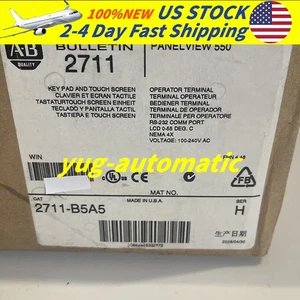 100%NEW US STOCK
2-4 Day Fast Shipping
AB
QUALITY
BULLETIN
2711
PANELVIEW 550
KEY PAD AND TOUCH SCREEN
CLAVIER ET ECRAN TACTILE
TASTATURTOUCH SCREEN EINHEIT
TECLADO Y PANTALLA TACTIL
TASTIERA E TOUCH SCREEN
OPERATOR TERMINAL
TERMINAL OPERATEUR
BEDIENER TERMINAL
TERMINAL DE OPERADOR
TERMINALE OPERATORE
RS-232 COMM PORT
LCD 0-55 DEG. C
NEMA 4X
VOLTAGE: 100-240V AC
WIN
yug-automatic
MAT NO.
CAT
MADE IN U.S.A.
SER
2711-B5A5
H
生产日期